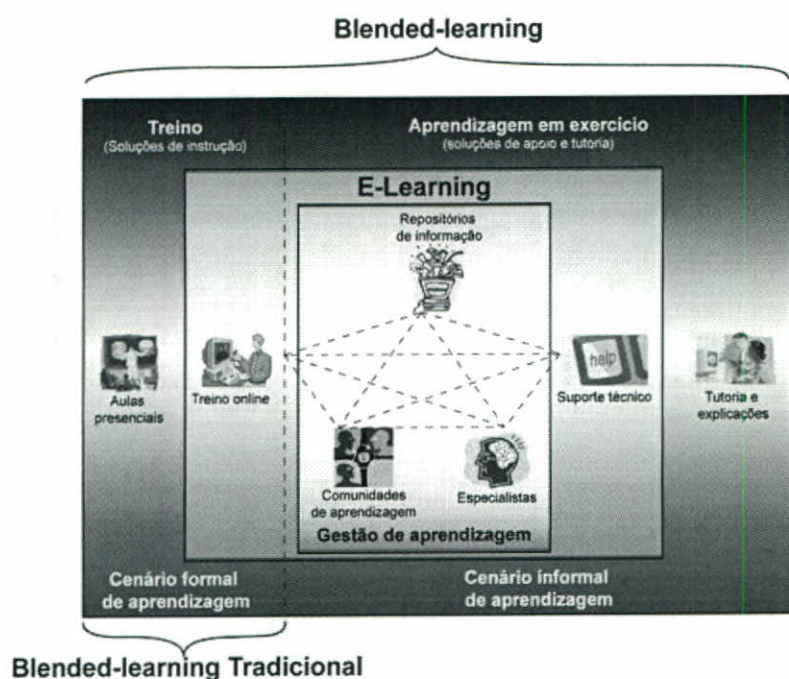 Blended-learning
Treino
(Soluções de instrução)
Aprendizagem em exercício
(soluções de apoio e tutoria)
E-Learning
Repositórios
de informação
Aulas
presenciais
Treino online
help
Suporte técnico
Tutoria e
explicações
Comunidades
de aprendizagem
Especialistas
Gestão de aprendizagem
Cenário formal
de aprendizagem
Cenário informal
de aprendizagem
Blended-learning Tradicional